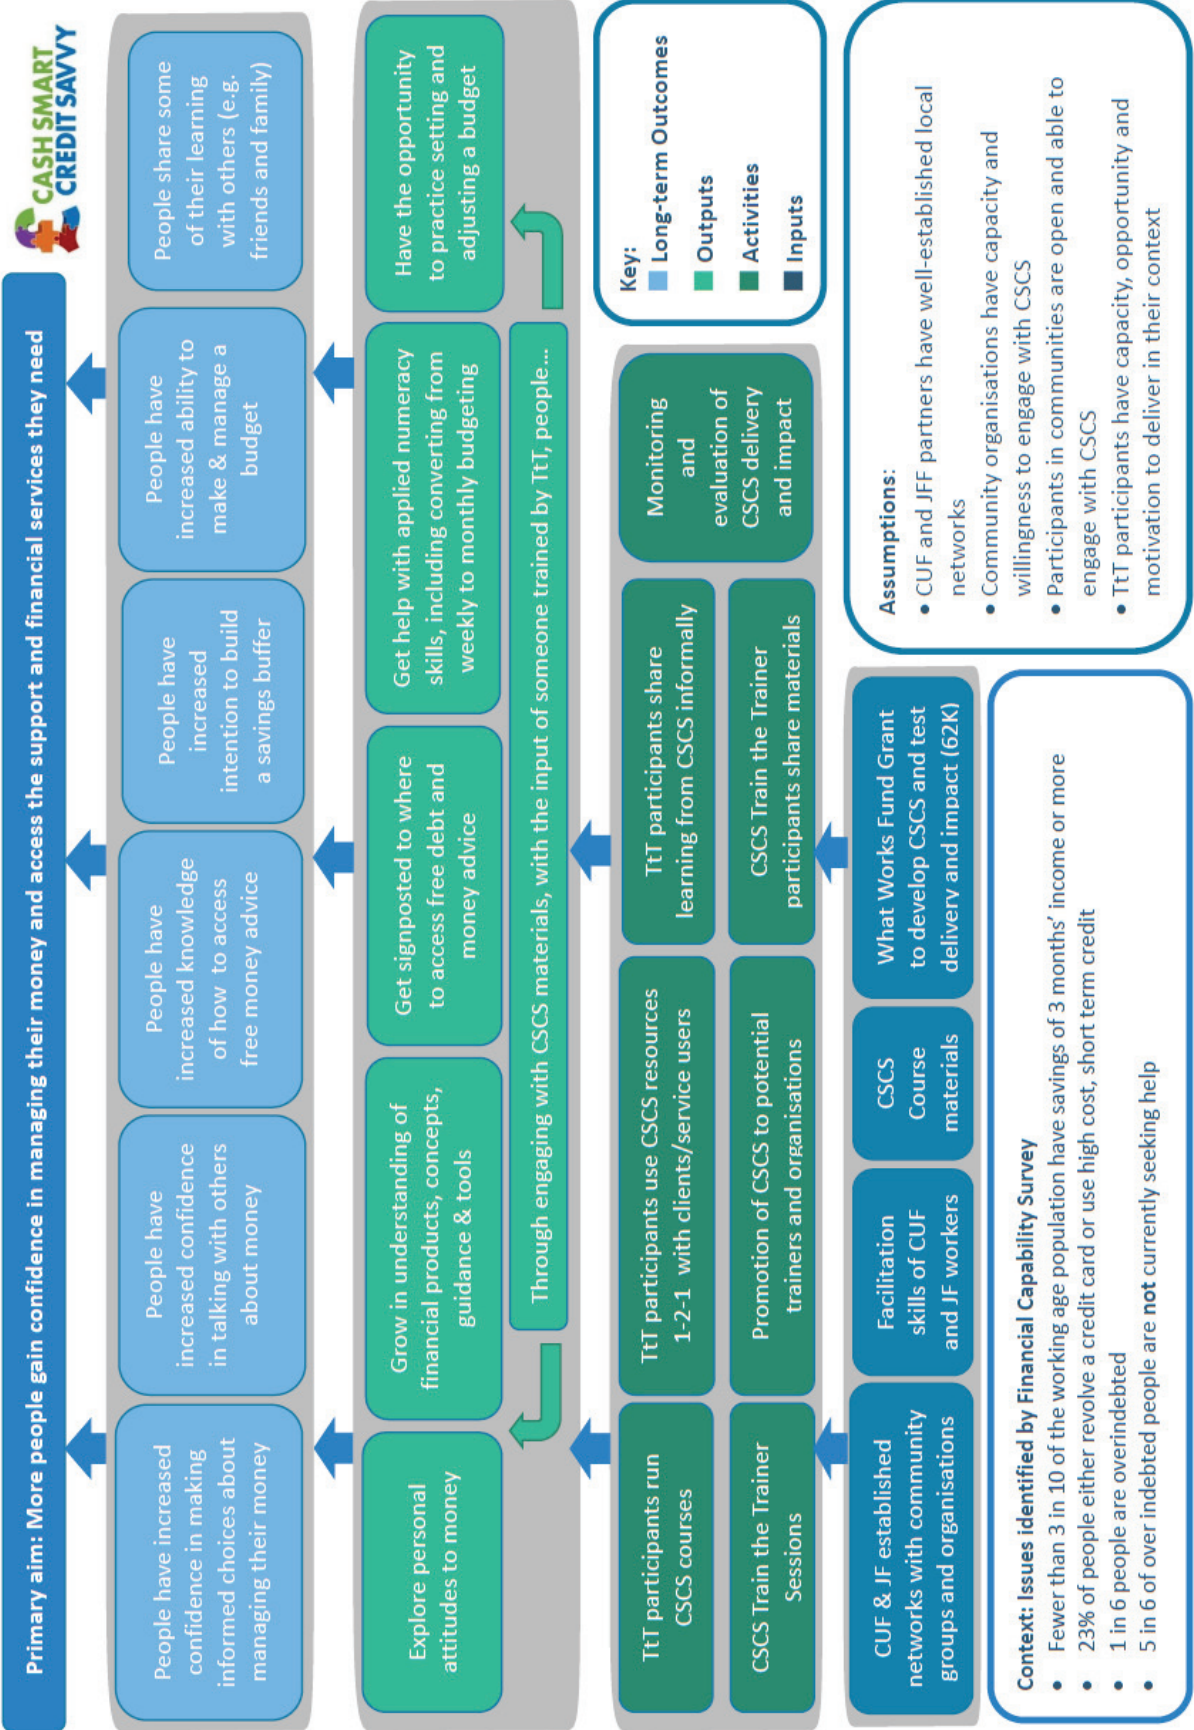 Primary aim: More people gain confidence in managing their money and access the support and financial services they need
CASH SMART
CREDIT SAVVY
People have increased
confidence in making
informed choices about
managing their money
People have
increased confidence
in talking with others
about money
People have
increased knowledge
of how to access
free money advice
People have
increased
intention to build
a savings buffer
People have
increased ability to
make & manage a
budget
People share some
of their learning
with others (e.g.
friends and family)
Explore personal
attitudes to money
Grow in understanding of
financial products, concepts,
guidance & tools
Get signposted to where
to access free debt and
money advice
Get help with applied numeracy
skills, including converting from
weekly to monthly budgeting
Have the opportunity
to practice setting and
adjusting a budget
Through engaging with CSCS materials, with the input of someone trained by TtT, people...
TtT participants run
CSCS courses
TtT participants use CSCS resources
1-2-1 with clients/service users
TtT participants share
learning from CSCS informally
Monitoring
and
evaluation of
CSCS delivery
and impact
CSCS Train the Trainer
Sessions
Promotion of CSCS to potential
trainers and organisations
CSCS Train the Trainer
participants share materials
Key:
Long-term Outcomes
Outputs
Activities
Inputs
CUF & JF established
networks with community
groups and organisations
Facilitation
skills of CUF
and JF workers
CSCS
Course
materials
What Works Fund Grant
to develop CSCS and test
delivery and impact (62K)
Assumptions:
• CUF and JFF partners have well-established local
networks
• Community organisations have capacity and
willingness to engage with CSCS
• Participants in communities are open and able to
engage with CSCS
• TtT participants have capacity, opportunity and
motivation to deliver in their context
Context: Issues identified by Financial Capability Survey
• Fewer than 3 in 10 of the working age population have savings of 3 months' income or more
• 23% of people either revolve a credit card or use high cost, short term credit
• 1 in 6 people are overindebted
• 5 in 6 of over indebted people are not currently seeking help